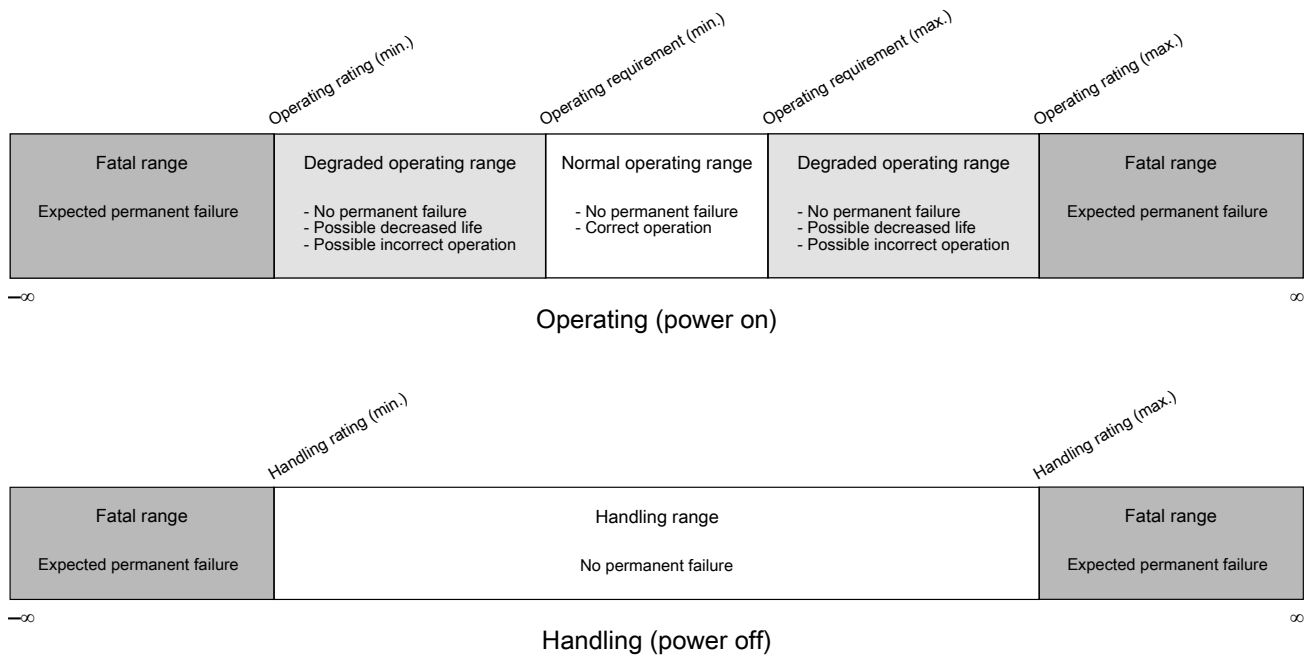 Operating rating (min.)
Operating requirement (min.)
Operating requirement (max.)
Operating rating (max.)
Fatal range
Expected permanent failure
Degraded operating range
- No permanent failure
- Possible decreased life
- Possible incorrect operation
Normal operating range
- No permanent failure
- Correct operation
Degraded operating range
- No permanent failure
- Possible decreased life
- Possible incorrect operation
Fatal range
Expected permanent failure
–∞
∞
Operating (power on)
Handling rating (min.)
Handling rating (max.)
Fatal range
Expected permanent failure
Handling range
No permanent failure
Fatal range
Expected permanent failure
–∞
∞
Handling (power off)